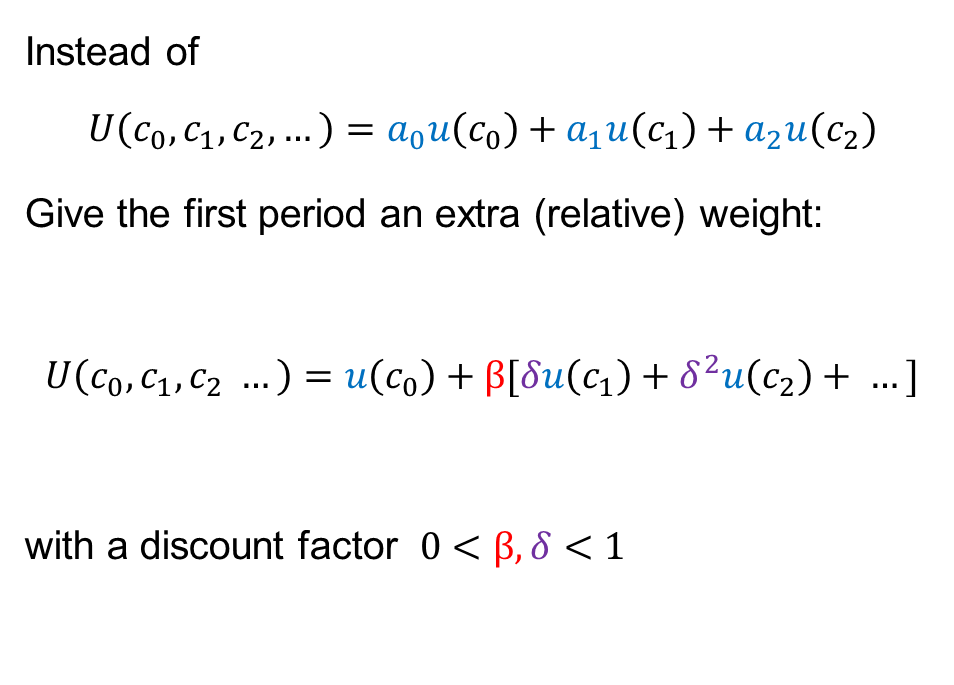 Instead of
𝑈(𝑐₀, 𝑐₁, 𝑐₂, … ) = 𝑎₀𝑢(𝑐₀) + 𝑎₁𝑢(𝑐₁) + 𝑎₂𝑢(𝑐₂)
Give the first period an extra (relative) weight:
𝑈(𝑐₀, 𝑐₁, 𝑐₂ … ) = 𝑢(𝑐₀) + β[𝛿𝑢(𝑐₁) + 𝛿²𝑢(𝑐₂) + … ]
with a discount factor 0 < β, 𝛿 < 1